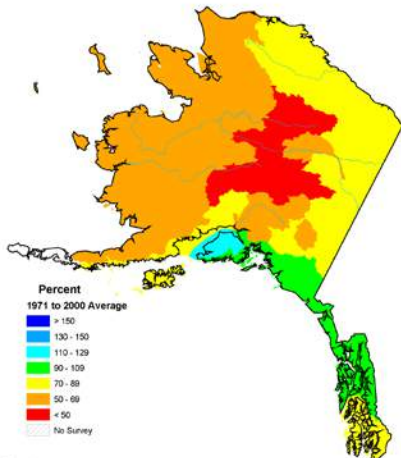 Percent
1971 to 2000 Average
> 150
130 - 150
110 - 129
90 - 109
70 - 89
50 - 69
< 50
No Survey